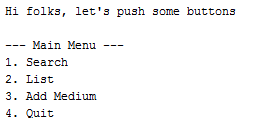 Hi folks, let's push some buttons
--- Main Menu ---
1. Search
2. List
3. Add Medium
4. Quit